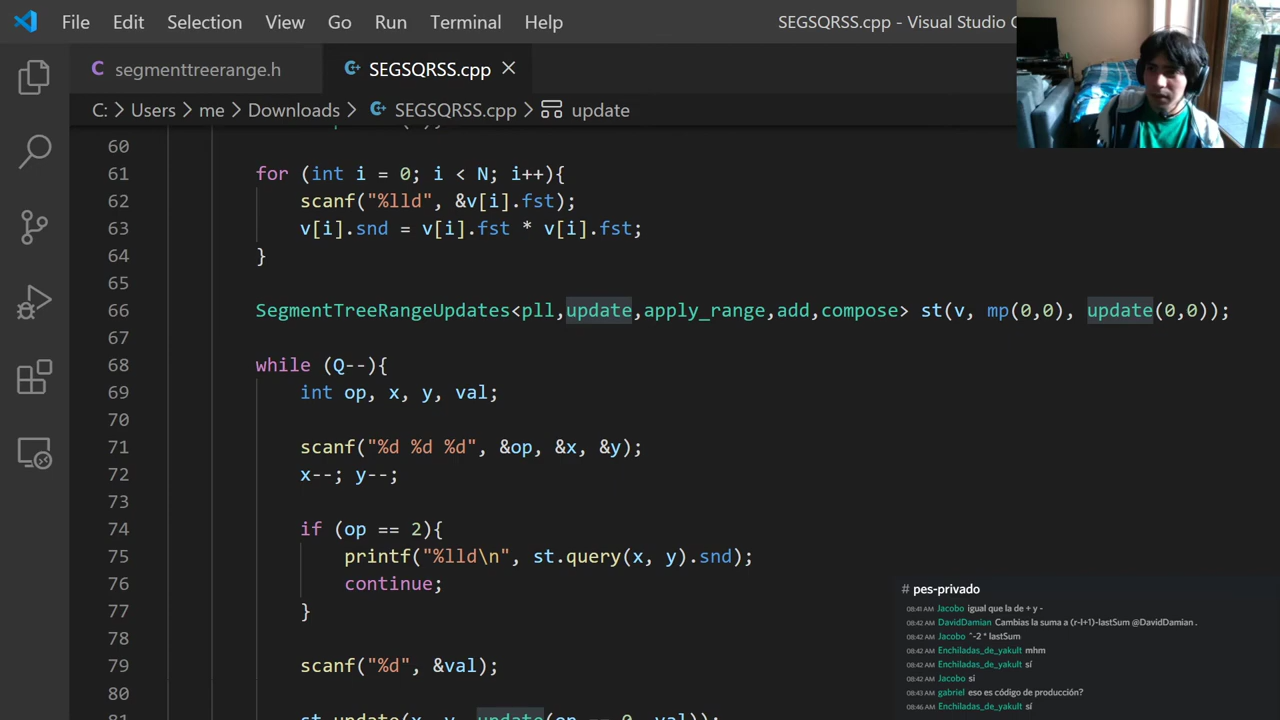 File Edit Selection View Go Run Terminal Help SEGSQRSS.cpp - Visual Studio C
segmenttreerange.h SEGSQRSS.cpp
C: > Users > me > Downloads > SEGSQRSS.cpp > update
60
61 for (int i = 0; i < N; i++){
62 scanf("%lld", &v[i].fst);
63 v[i].snd = v[i].fst * v[i].fst;
64 }
65
66 SegmentTreeRangeUpdates<pll,update,apply_range,add,compose> st(v, mp(0,0), update(0,0));
67
68 while (Q--){
69 int op, x, y, val;
70
71 scanf("%d %d %d", &op, &x, &y);
72 x--; y--;
73
74 if (op == 2){
75 printf("%lld\n", st.query(x, y).snd);
76 continue;
77 }
78
79 scanf("%d", &val);
80
81 st.update(x, y, update(op == 0, val));
# pes-privado
08:41 AM Jacobo igual que la de + y -
08:42 AM DavidDamian Cambias la suma a (r-l+1)-lastSum @DavidDamian .
08:42 AM Jacobo ^-2 * lastSum
08:42 AM Enchiladas_de_yakult mhm
08:42 AM Enchiladas_de_yakult sí
08:42 AM Jacobo si
08:43 AM gabriel eso es código de producción?
08:46 AM Enchiladas_de_yakult sí